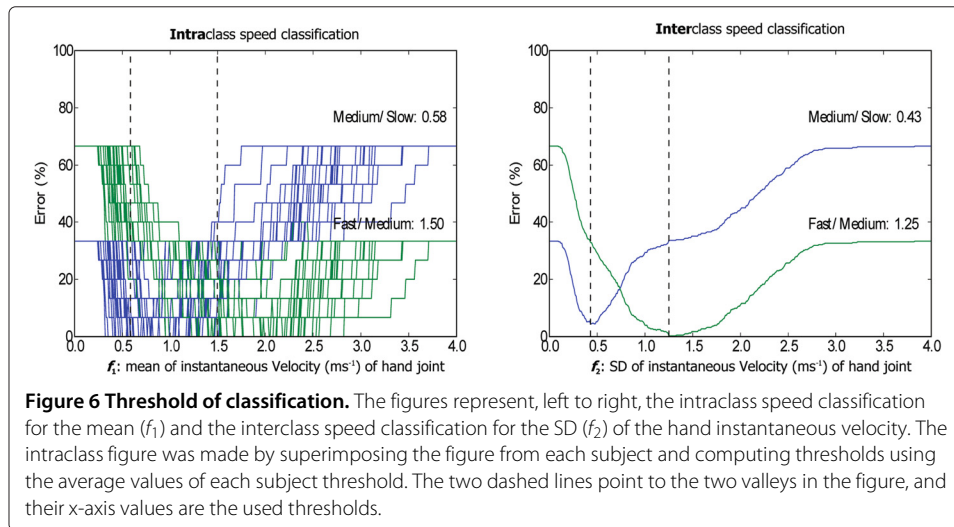 Intraclass speed classification
100
80
60
40
20
0
Error (%)
Medium/ Slow: 0.58
Fast/ Medium: 1.50
0.0 0.5 1.0 1.5 2.0 2.5 3.0 3.5 4.0
f₁: mean of instantaneous Velocity (ms⁻¹) of hand joint
Interclass speed classification
100
80
60
40
20
0
Error (%)
Medium/ Slow: 0.43
Fast/ Medium: 1.25
0.0 0.5 1.0 1.5 2.0 2.5 3.0 3.5 4.0
f₂: SD of instantaneous Velocity (ms⁻¹) of hand joint
Figure 6 Threshold of classification. The figures represent, left to right, the intraclass speed classification
for the mean (f₁) and the interclass speed classification for the SD (f₂) of the hand instantaneous velocity. The
intraclass figure was made by superimposing the figure from each subject and computing thresholds using
the average values of each subject threshold. The two dashed lines point to the two valleys in the figure, and
their x-axis values are the used thresholds.